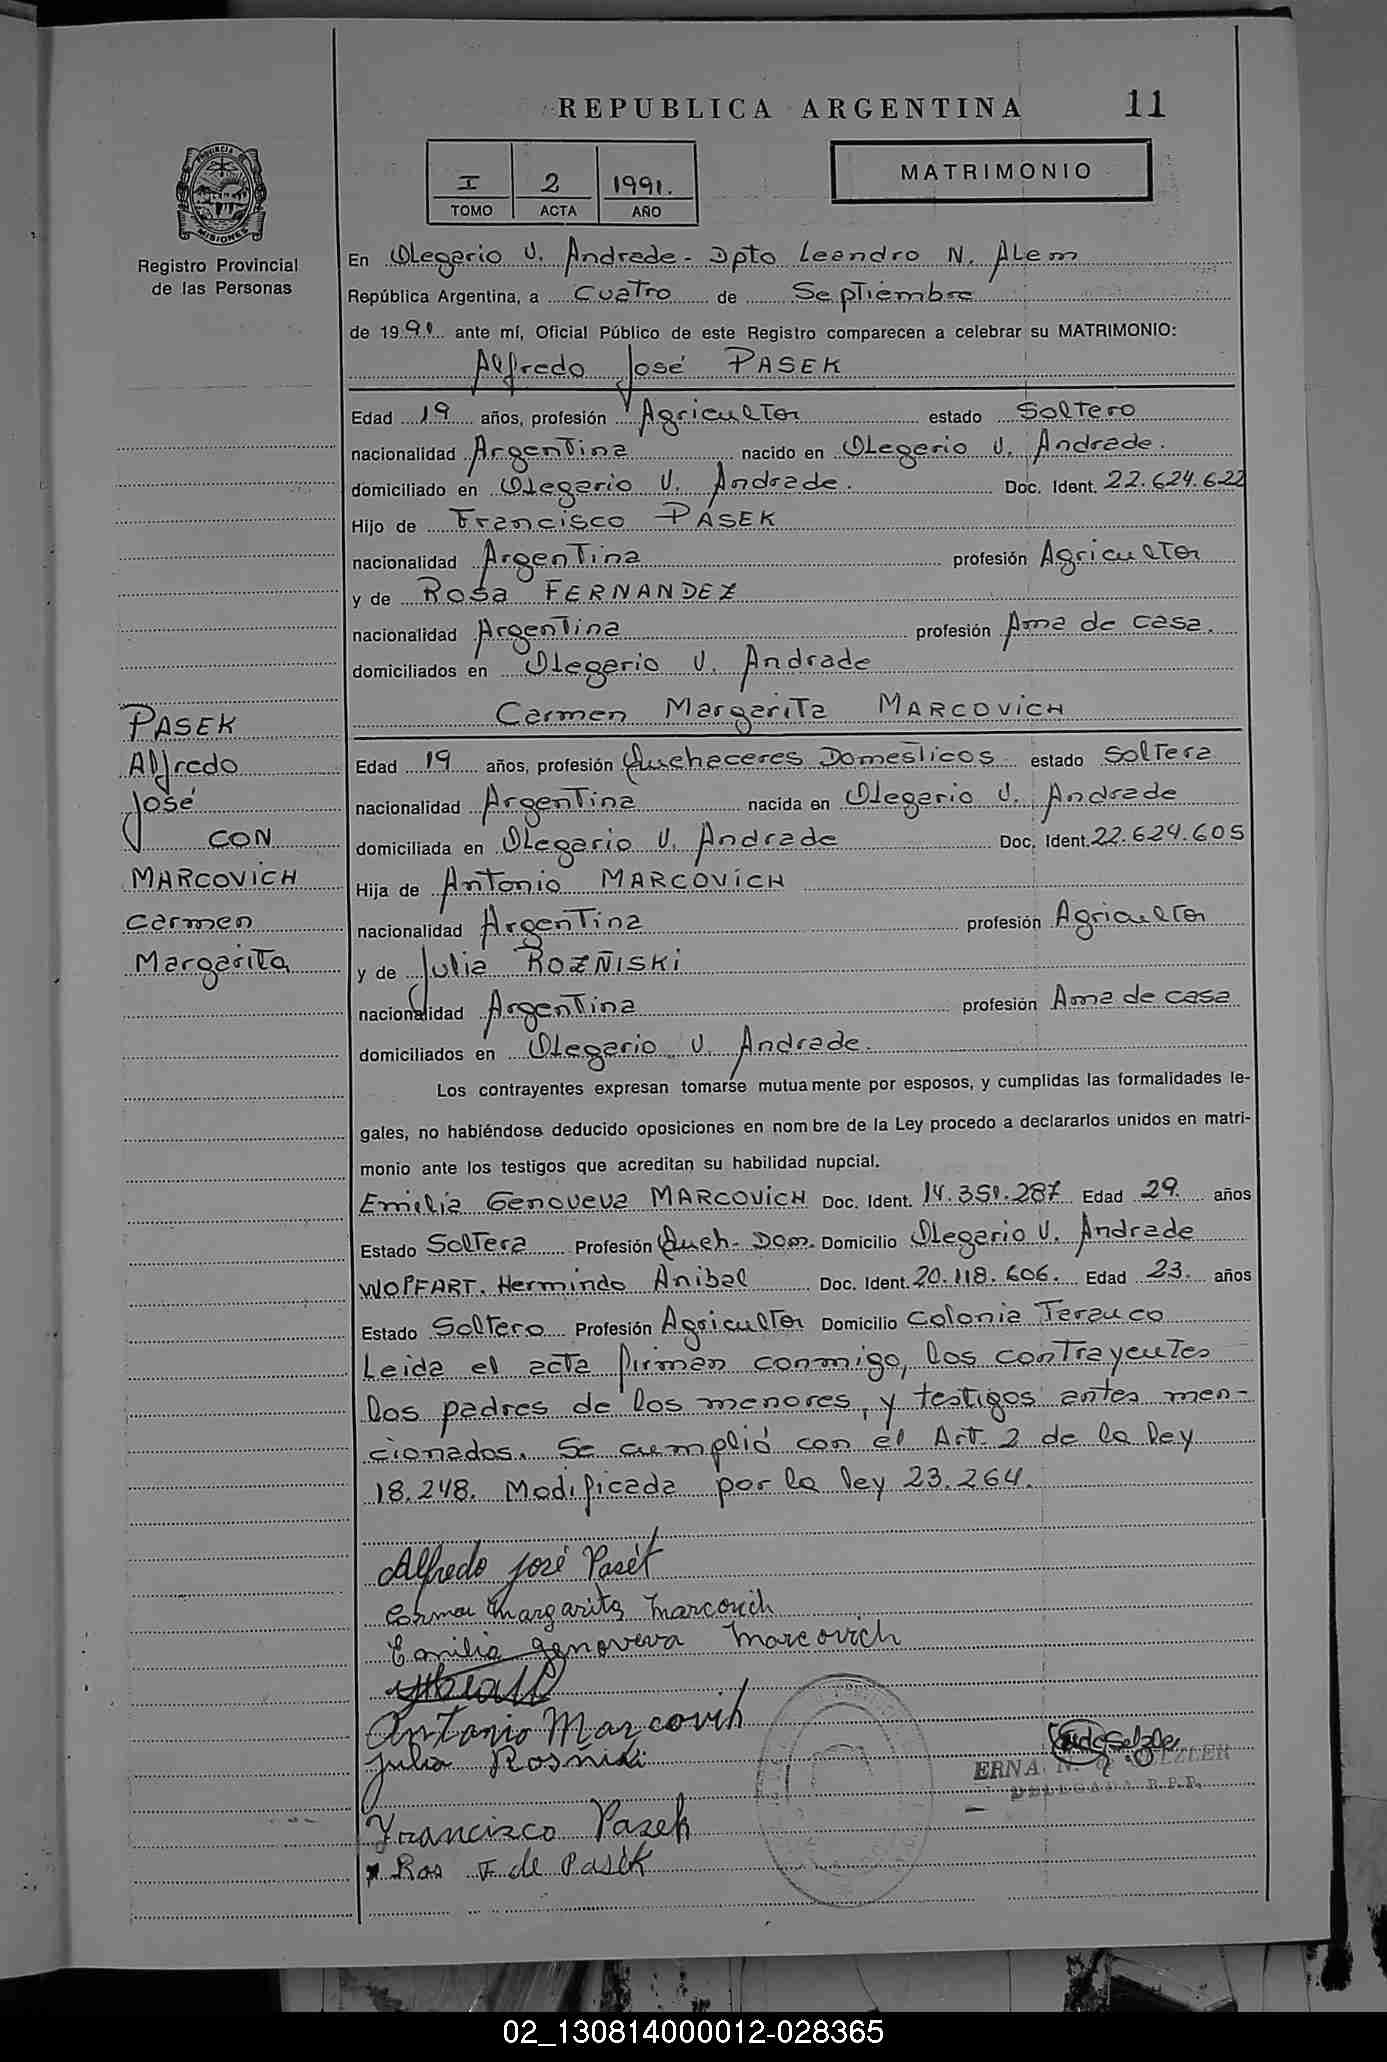 REPUBLICA ARGENTINA 11
I 2 1991.
TOMO ACTA AÑO
MATRIMONIO
PROVINCIA DE
MISIONES
Registro Provincial
de las Personas
En Olegario V. Andrade - Dpto Leandro N. Alem
República Argentina, a Cuatro de Septiembre
de 1991 ante mí, Oficial Público de este Registro comparecen a celebrar su MATRIMONIO:
Alfredo José PASEK
Edad 19 años, profesión Agricultor estado Soltero
nacionalidad Argentina nacido en Olegario V. Andrade.
domiciliado en Olegario V. Andrade. Doc. Ident. 22.624.622
Hijo de Francisco PASEK
nacionalidad Argentina profesión Agricultor
y de Rosa FERNANDEZ
nacionalidad Argentina profesión Ama de casa.
domiciliados en Olegario V. Andrade
Carmen Margarita MARCOVICH
Edad 19 años, profesión Quehaceres Domesticos estado Soltera
nacionalidad Argentina nacida en Olegario V. Andrade
domiciliada en Olegario V. Andrade Doc. Ident. 22.624.605
Hija de Antonio MARCOVICH
nacionalidad Argentina profesión Agricultor
y de Julia ROZÑISKI
nacionalidad Argentina profesión Ama de casa
domiciliados en Olegario V. Andrade.
PASEK
Alfredo
José
CON
MARCOVICH
Carmen
Margarita
Los contrayentes expresan tomarse mutuamente por esposos, y cumplidas las formalidades le-
gales, no habiéndose deducido oposiciones en nombre de la Ley procedo a declararlos unidos en matri-
monio ante los testigos que acreditan su habilidad nupcial.
Emilia Genoveva MARCOVICH Doc. Ident. 14.351.287 Edad 29. años
Estado Soltera Profesión Queh. Dom. Domicilio Olegario V. Andrade
WOLFART. Hermindo Anibal Doc. Ident. 20.118.606. Edad 23. años
Estado Soltero Profesión Agricultor Domicilio Colonia Terauco
Leida el acta firman conmigo, los contrayentes
los padres de los menores, y testigos antes men-
cionados. Se cumplió con el Art. 2 de la ley
18.248. Modificada por la ley 23.264.
Alfredo José Pasek
Carmen Margarita Marcovich
Emilia Genoveva Marcovich
Antonio Marcovih
Julia Rosñiski
ERNA N.
DELEGADA R.P.P.
Francisco Pasek
Rosa F. de Pasek
02_130814000012-028365